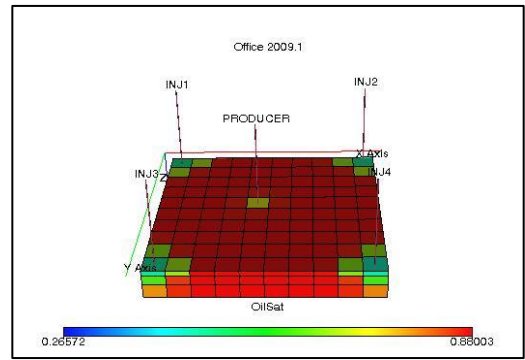 Office 2009.1
INJ1
INJ2
PRODUCER
X Axis
INJ3
Z
INJ4
Y Axis
OilSat
0.26572
0.88003